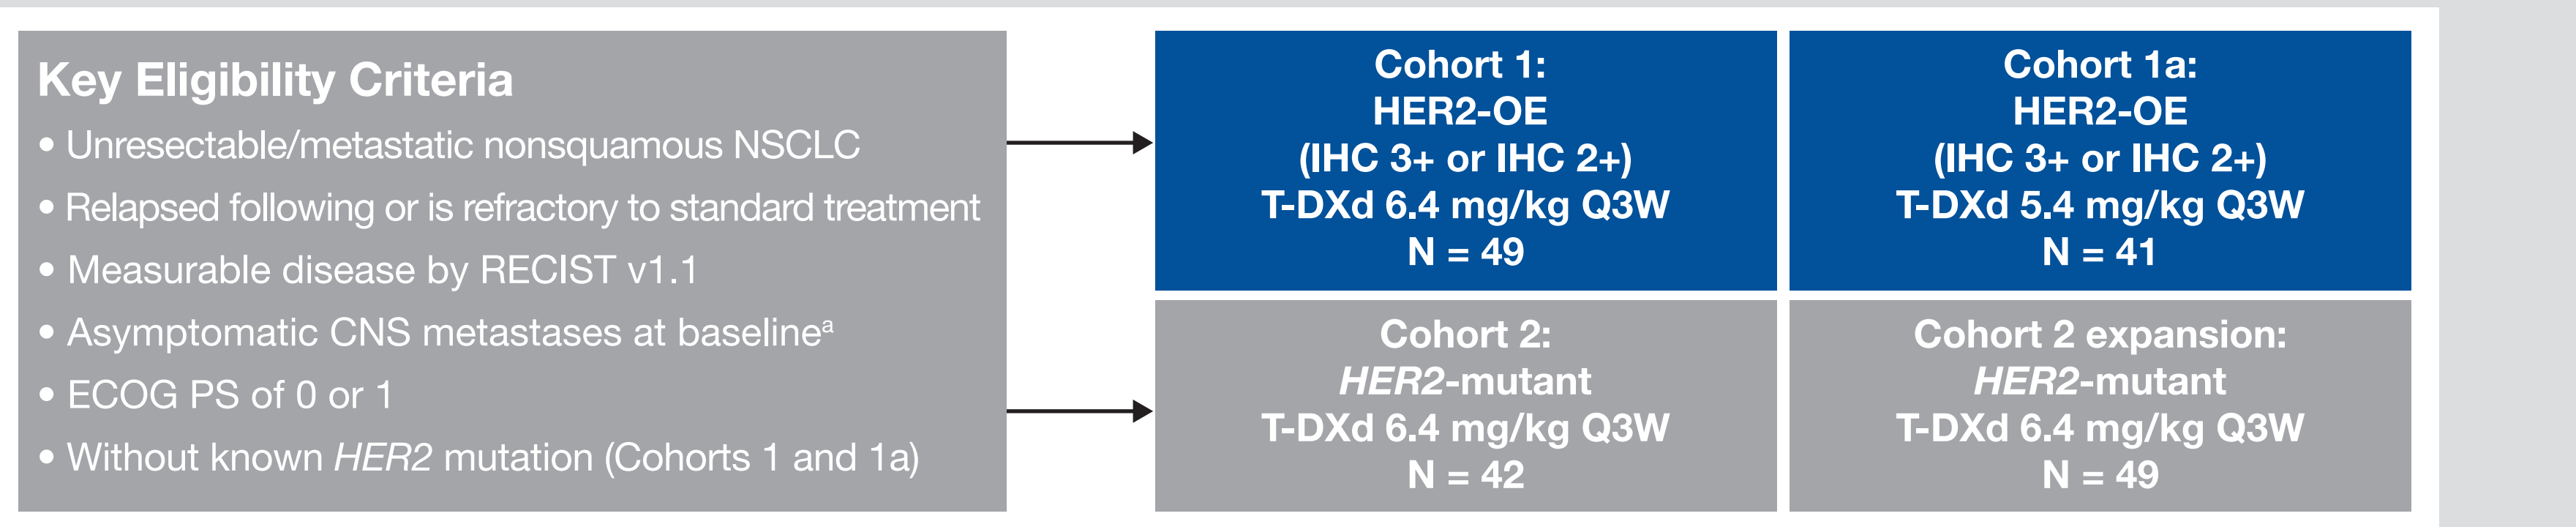 Key Eligibility Criteria
• Unresectable/metastatic nonsquamous NSCLC
• Relapsed following or is refractory to standard treatment
• Measurable disease by RECIST v1.1
• Asymptomatic CNS metastases at baselineᵃ
• ECOG PS of 0 or 1
• Without known HER2 mutation (Cohorts 1 and 1a)
Cohort 1:
HER2-OE
(IHC 3+ or IHC 2+)
T-DXd 6.4 mg/kg Q3W
N = 49
Cohort 1a:
HER2-OE
(IHC 3+ or IHC 2+)
T-DXd 5.4 mg/kg Q3W
N = 41
Cohort 2:
HER2-mutant
T-DXd 6.4 mg/kg Q3W
N = 42
Cohort 2 expansion:
HER2-mutant
T-DXd 6.4 mg/kg Q3W
N = 49